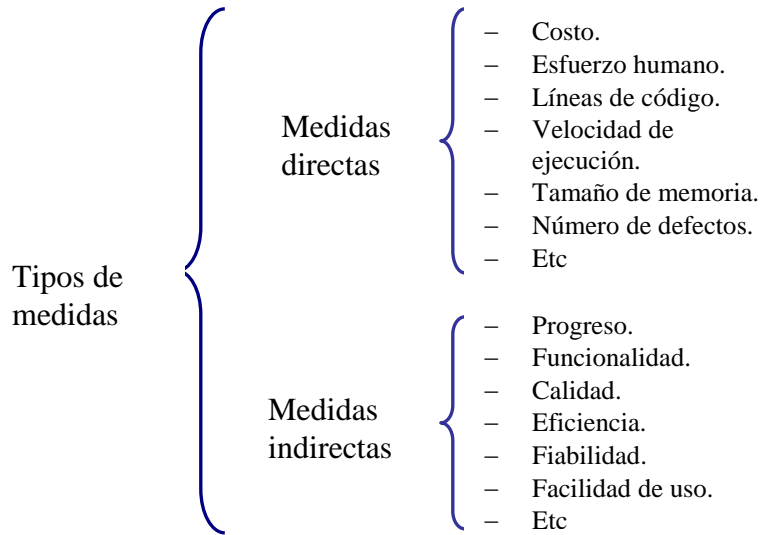 Tipos de
medidas
Medidas
directas
– Costo.
– Esfuerzo humano.
– Líneas de código.
– Velocidad de
ejecución.
– Tamaño de memoria.
– Número de defectos.
– Etc
Medidas
indirectas
– Progreso.
– Funcionalidad.
– Calidad.
– Eficiencia.
– Fiabilidad.
– Facilidad de uso.
– Etc